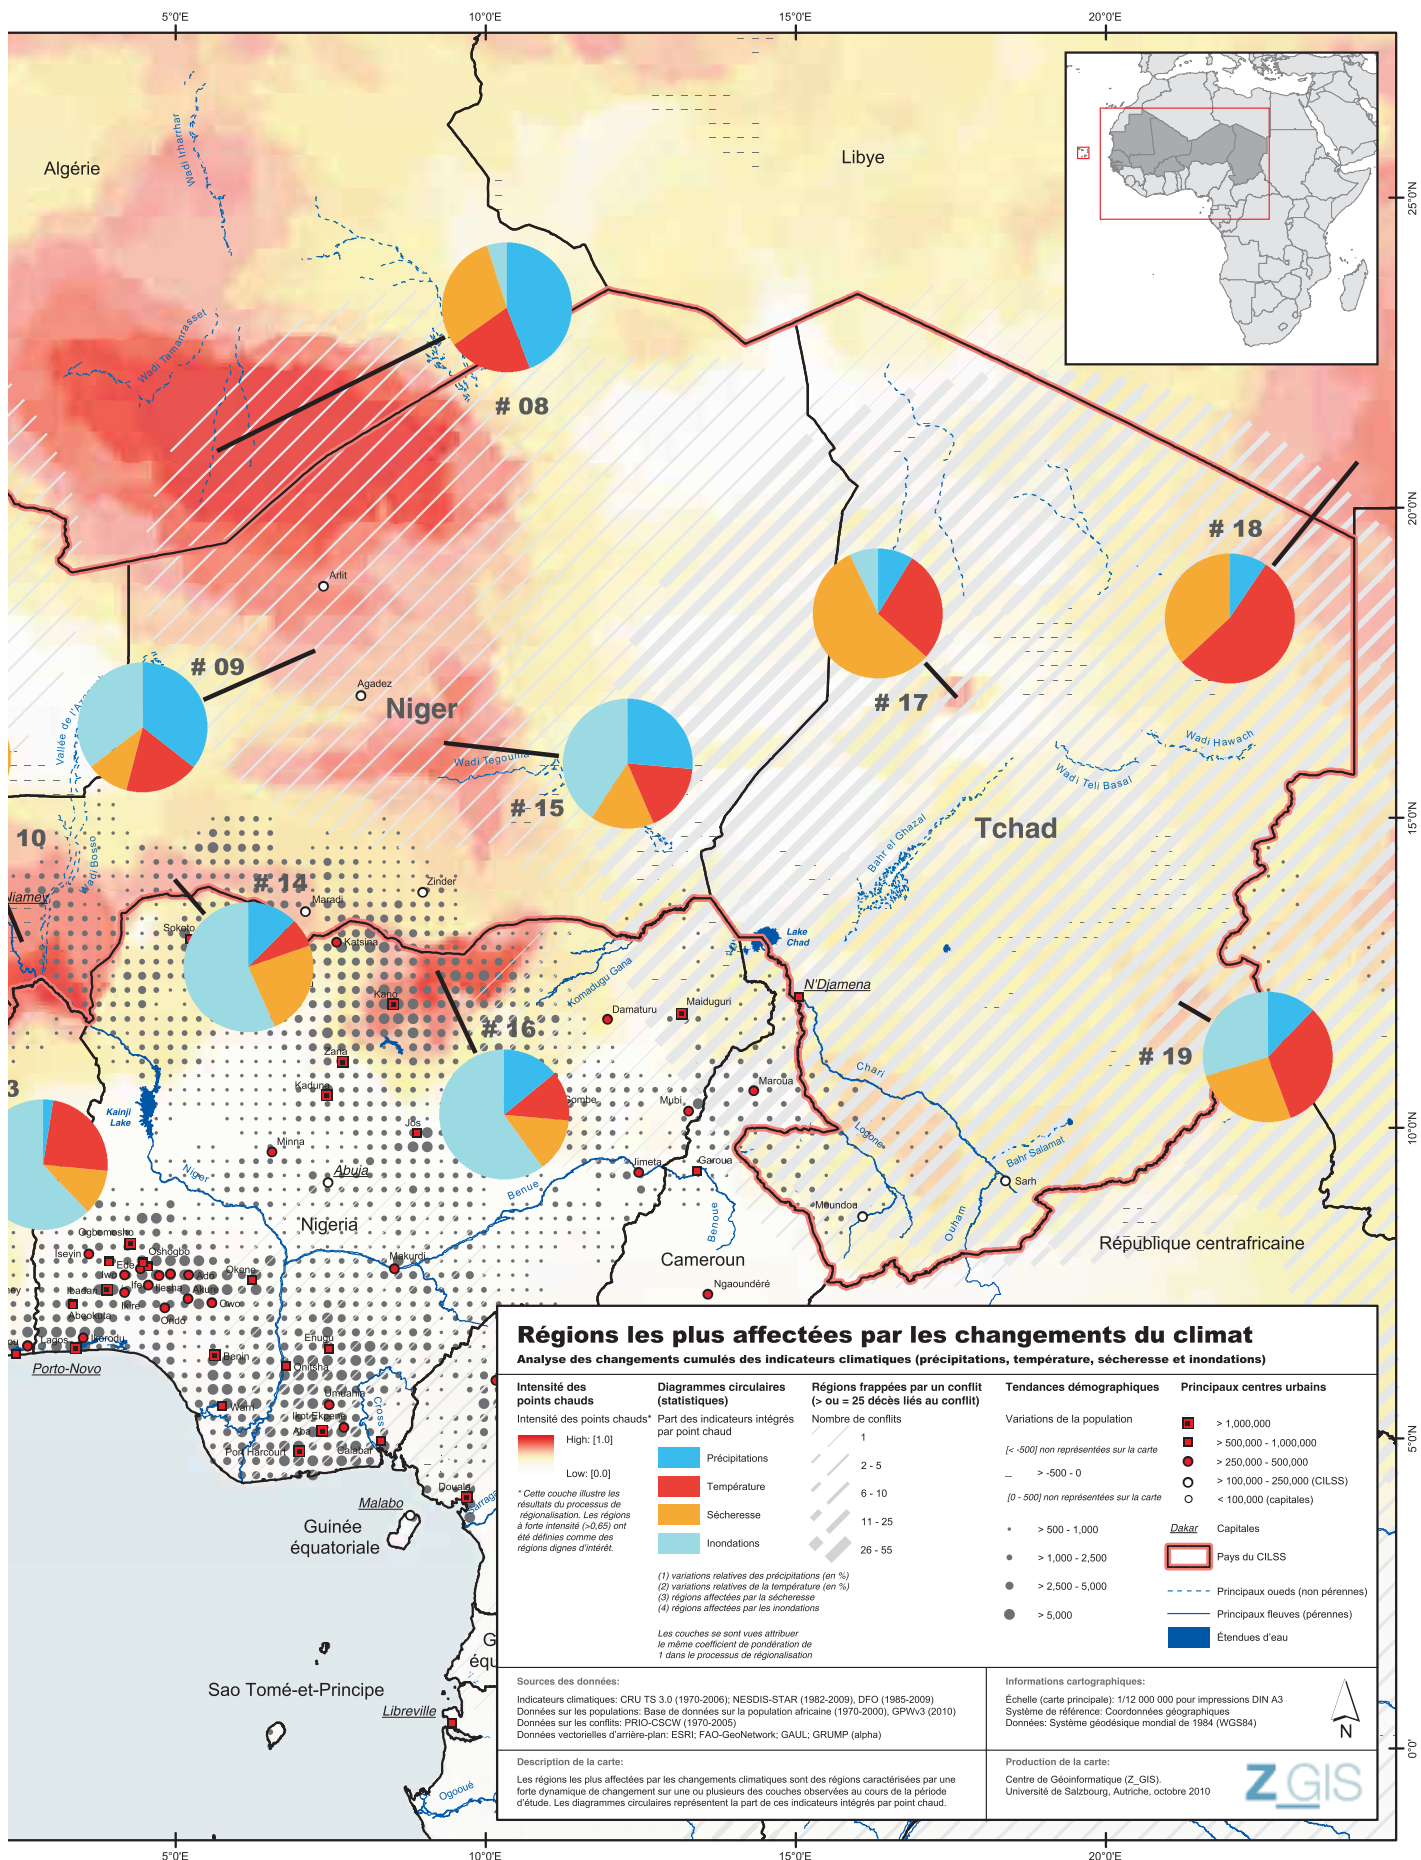 5°0'E
10°0'E
15°0'E
20°0'E
25°0'N
20°0'N
15°0'N
10°0'N
5°0'N
0°0'
Algérie
Libye
Wadi Irharhar
Wadi Tamanrasset
# 08
# 18
Arlit
# 09
Agadez
Niger
# 17
Vallée de l'Az
Wadi Tegouma
# 15
Wadi Hawach
Wadi Teli Basal
Tchad
Bahr el Ghazal
10
Wadi Bosso
# 14
Zinder
Niamey
Maradi
Sokoto
Katsina
Lake
Chad
Komadugu Gana
N'Djamena
Kano
Damaturu
Maiduguri
# 16
# 19
Zaria
Chari
Kaduna
Maroua
3
Gombe
Mubi
Kainji
Lake
Jos
Logone
Minna
Bahr Salamat
Abuja
Jimeta
Garoua
Niger
Benue
Sarh
Moundou
Benoue
Ouham
Nigeria
Ogbomosho
Iseyin
Oshogbo
Ede
Iwo
Makurdi
Cameroun
République centrafricaine
Okene
Ado
Ife
Ilesha
Akure
Ibadan
Ikire
Owo
Ngaoundéré
Abeokuta
Ondo
Lagos
Ikorodu
Benin
Enugu
Onitsha
Porto-Novo
Umuahia
Warri
Ikot Ekpene
Aba
Cross
Port Harcourt
Calabar
Douala
Malabo
Guinée
équatoriale
Sao Tomé-et-Principe
Libreville
Ogooué
Régions les plus affectées par les changements du climat
Analyse des changements cumulés des indicateurs climatiques (précipitations, température, sécheresse et inondations)
Intensité des
points chauds
Intensité des points chauds*
High: [1.0]
Low: [0.0]
* Cette couche illustre les
résultats du processus de
régionalisation. Les régions
à forte intensité (>0,65) ont
été définies comme des
régions dignes d'intérêt.
Diagrammes circulaires
(statistiques)
Part des indicateurs intégrés
par point chaud
Précipitations
Température
Sécheresse
Inondations
(1) variations relatives des précipitations (en %)
(2) variations relatives de la température (en %)
(3) régions affectées par la sécheresse
(4) régions affectées par les inondations
Les couches se sont vues attribuer
le même coefficient de pondération de
1 dans le processus de régionalisation
Régions frappées par un conflit
(> ou = 25 décès liés au conflit)
Nombre de conflits
1
2 - 5
6 - 10
11 - 25
26 - 55
Tendances démographiques
Variations de la population
[< -500] non représentées sur la carte
> -500 - 0
[0 - 500] non représentées sur la carte
> 500 - 1,000
> 1,000 - 2,500
> 2,500 - 5,000
> 5,000
Principaux centres urbains
> 1,000,000
> 500,000 - 1,000,000
> 250,000 - 500,000
> 100,000 - 250,000 (CILSS)
< 100,000 (capitales)
Dakar Capitales
Pays du CILSS
Principaux oueds (non pérennes)
Principaux fleuves (pérennes)
Étendues d'eau
Sources des données:
Indicateurs climatiques: CRU TS 3.0 (1970-2006); NESDIS-STAR (1982-2009), DFO (1985-2009)
Données sur les populations: Base de données sur la population africaine (1970-2000), GPWv3 (2010)
Données sur les conflits: PRIO-CSCW (1970-2005)
Données vectorielles d'arrière-plan: ESRI; FAO-GeoNetwork; GAUL; GRUMP (alpha)
Informations cartographiques:
Échelle (carte principale): 1/12 000 000 pour impressions DIN A3
Système de référence: Coordonnées géographiques
Données: Système géodésique mondial de 1984 (WGS84)
N
Description de la carte:
Les régions les plus affectées par les changements climatiques sont des régions caractérisées par une
forte dynamique de changement sur une ou plusieurs des couches observées au cours de la période
d'étude. Les diagrammes circulaires représentent la part de ces indicateurs intégrés par point chaud.
Production de la carte:
Centre de Géoinformatique (Z_GIS).
Université de Salzbourg, Autriche, octobre 2010
Z_GIS
5°0'E
10°0'E
15°0'E
20°0'E